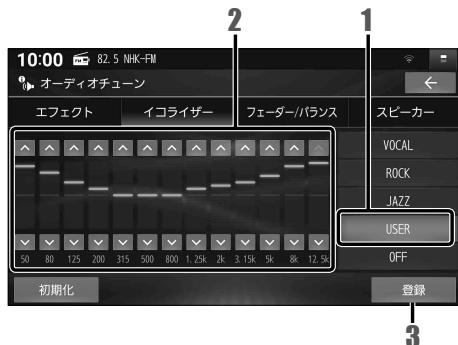 2
1
10:00 FM 82.5 NHK-FM
オーディオチューン
エフェクト イコライザー フェーダー/バランス スピーカー
VOCAL
ROCK
JAZZ
USER
OFF
50 80 125 200 315 500 800 1.25k 2k 3.15k 5k 8k 12.5k
初期化 登録
3